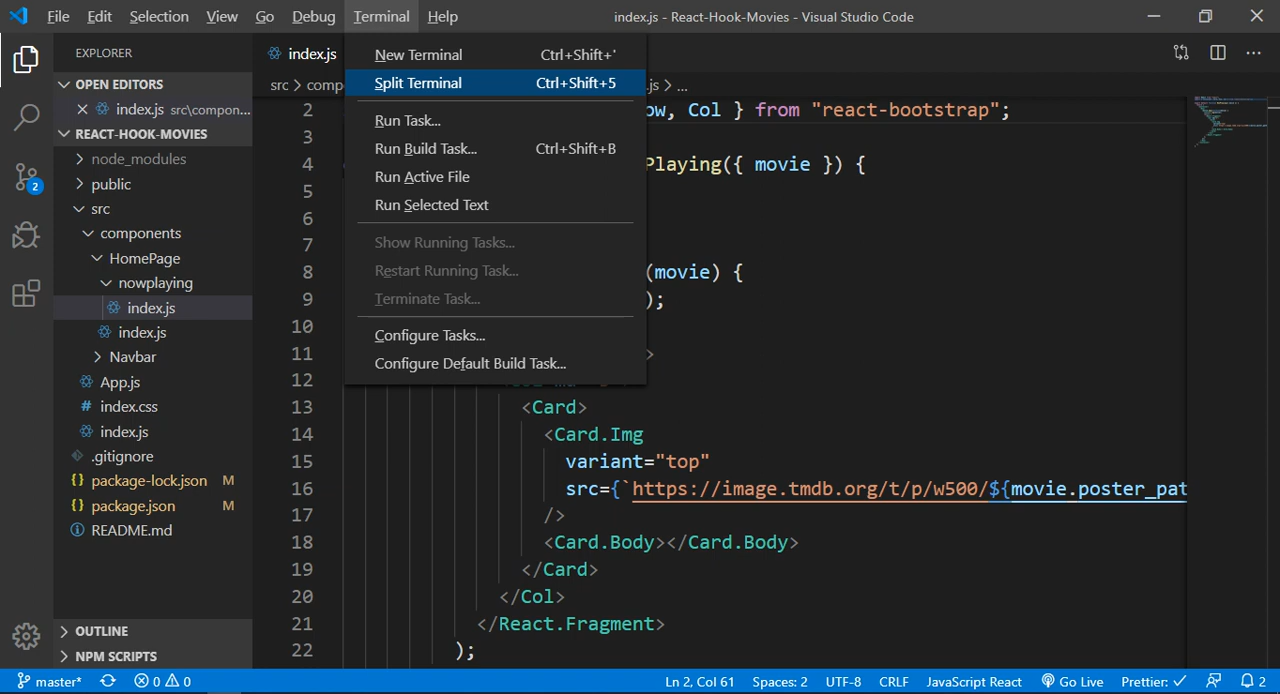 File Edit Selection View Go Debug Terminal Help index.js - React-Hook-Movies - Visual Studio Code
EXPLORER
OPEN EDITORS
index.js src\compon...
REACT-HOOK-MOVIES
node_modules
public
src
components
HomePage
nowplaying
index.js
index.js
Navbar
App.js
# index.css
index.js
.gitignore
{} package-lock.json M
{} package.json M
README.md
OUTLINE
NPM SCRIPTS
2
index.js
src > comp
js > ...
New Terminal Ctrl+Shift+`
Split Terminal Ctrl+Shift+5
Run Task...
Run Build Task... Ctrl+Shift+B
Run Active File
Run Selected Text
Show Running Tasks...
Restart Running Task...
Terminate Task...
Configure Tasks...
Configure Default Build Task...
2 ow, Col } from "react-bootstrap";
3
4 Playing({ movie }) {
5
6
7
8 (movie) {
9 );
10
11 >
12
13 <Card>
14 <Card.Img
15 variant="top"
16 src={`https://image.tmdb.org/t/p/w500/${movie.poster_pat
17 />
18 <Card.Body></Card.Body>
19 </Card>
20 </Col>
21 </React.Fragment>
22 );
master* 0 0 Ln 2, Col 61 Spaces: 2 UTF-8 CRLF JavaScript React Go Live Prettier: ✓ 2